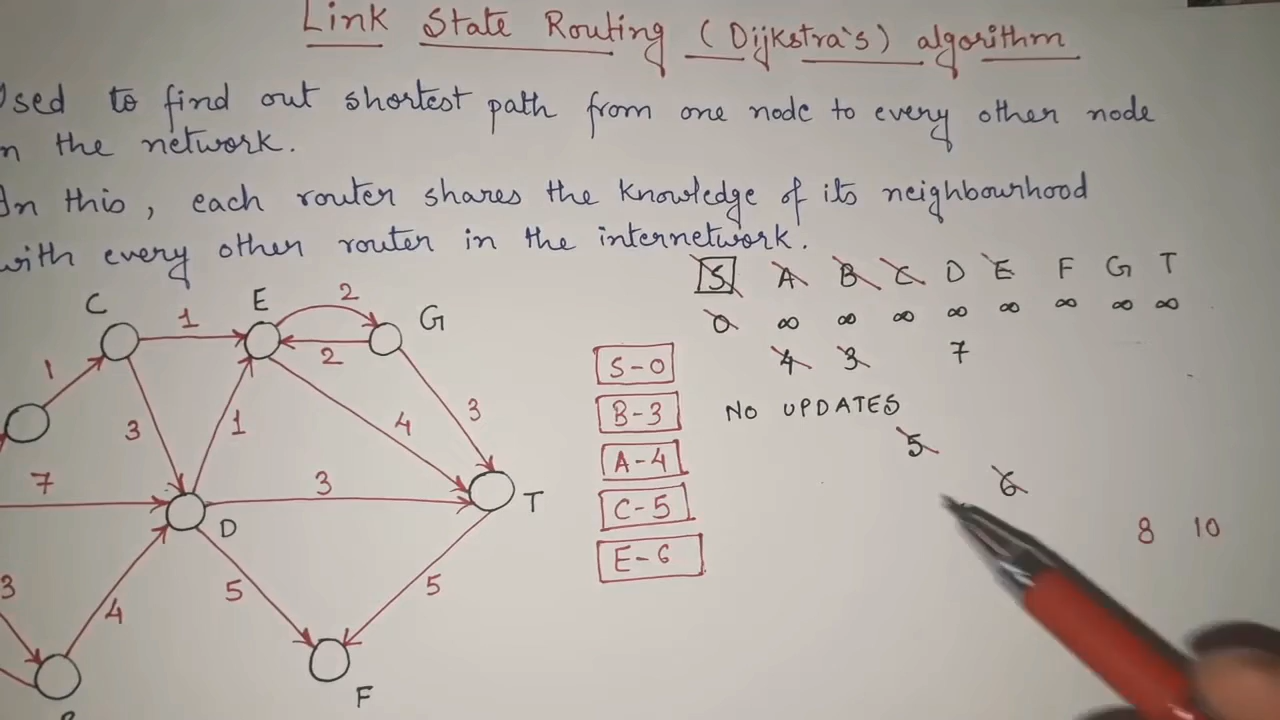 Link State Routing (Dijkstra's) algorithm
Used to find out shortest path from one node to every other node
n the network.
In this, each router shares the knowledge of its neighbourhood
with every other router in the internetwork.
S A B C D E F G T
0 ∞ ∞ ∞ ∞ ∞ ∞ ∞ ∞
4 3 7
NO UPDATES
5
6
8 10
S-0
B-3
A-4
C-5
E-6
C 1 E 2 G
2
1
3 1 4 3
7 3 T
D
3 4 5 5
F